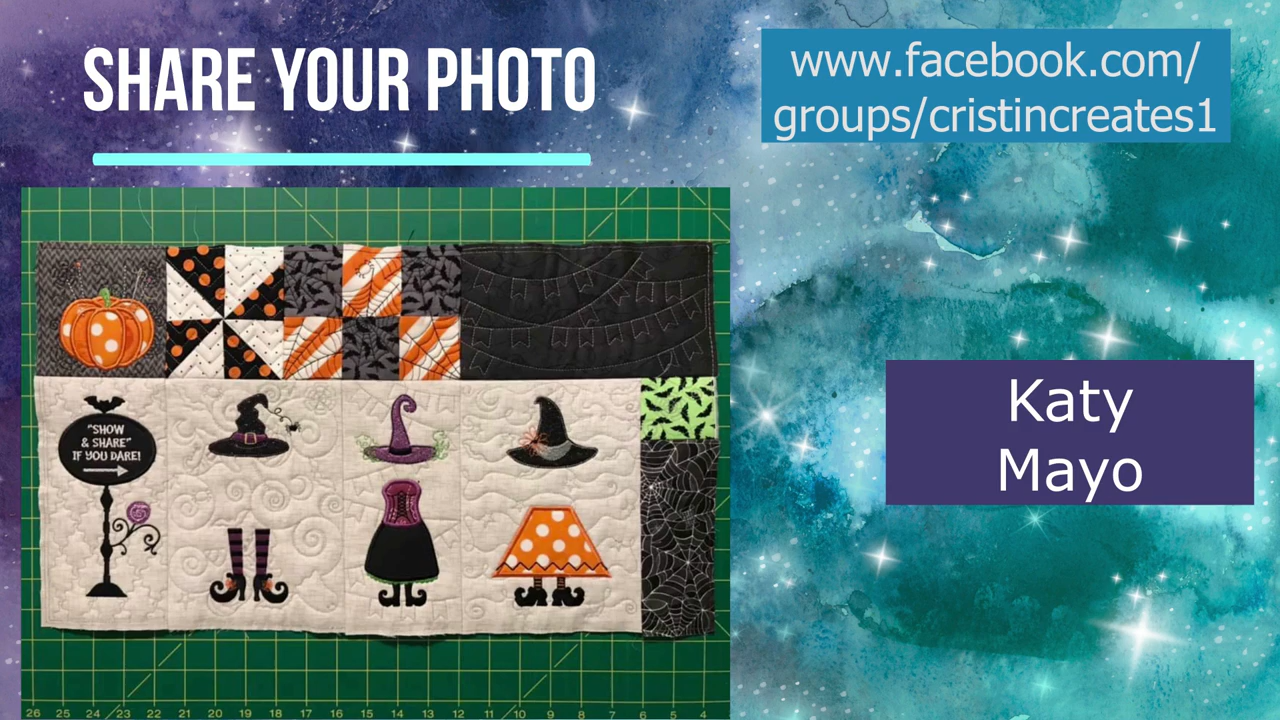 SHARE YOUR PHOTO
www.facebook.com/
groups/cristincreates1
"SHOW
& SHARE"
IF YOU DARE!
Katy
Mayo
26 25 24 23 22 21 20 19 18 17 16 15 14 13 12 11 10 9 8 7 6 5 4